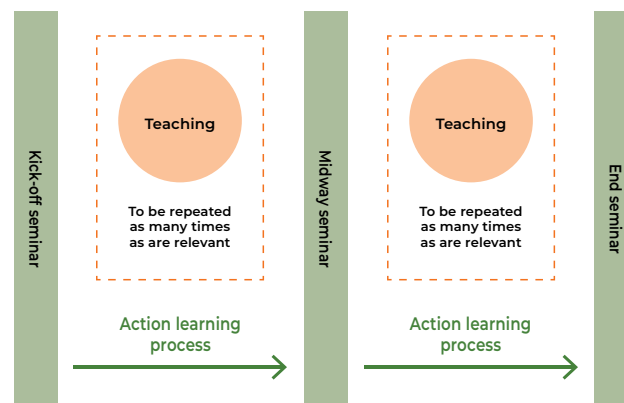 Kick-off seminar
Teaching
To be repeated
as many times
as are relevant
Action learning
process
Midway seminar
Teaching
To be repeated
as many times
as are relevant
Action learning
process
End seminar